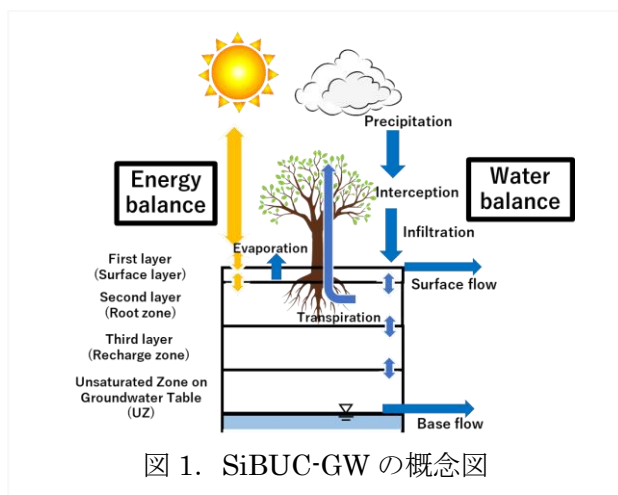 Precipitation
Energy
balance
Water
balance
Interception
Infiltration
Evaporation
First layer
(Surface layer)
Surface flow
Second layer
(Root zone)
Transpiration
Third layer
(Recharge zone)
Unsaturated Zone on
Groundwater Table
(UZ)
Base flow
図 1. SiBUC-GW の概念図